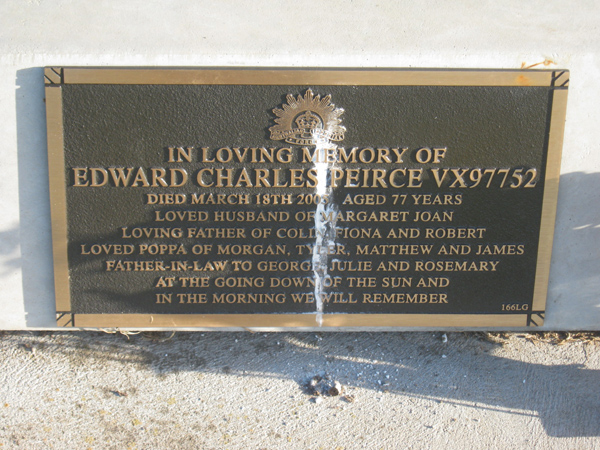 IN LOVING MEMORY OF
EDWARD CHARLES PEIRCE VX97752
DIED MARCH 18TH AGED 77 YEARS
LOVED HUSBAND OF MARGARET JOAN
LOVING FATHER OF FIONA AND ROBERT
LOVED POPPA OF MORGAN, TYLER, MATTHEW AND JAMES
FATHER-IN-LAW TO GEORGE, JULIE AND ROSEMARY
AT THE GOING DOWN OF THE SUN AND
IN THE MORNING WE WILL REMEMBER
166LG